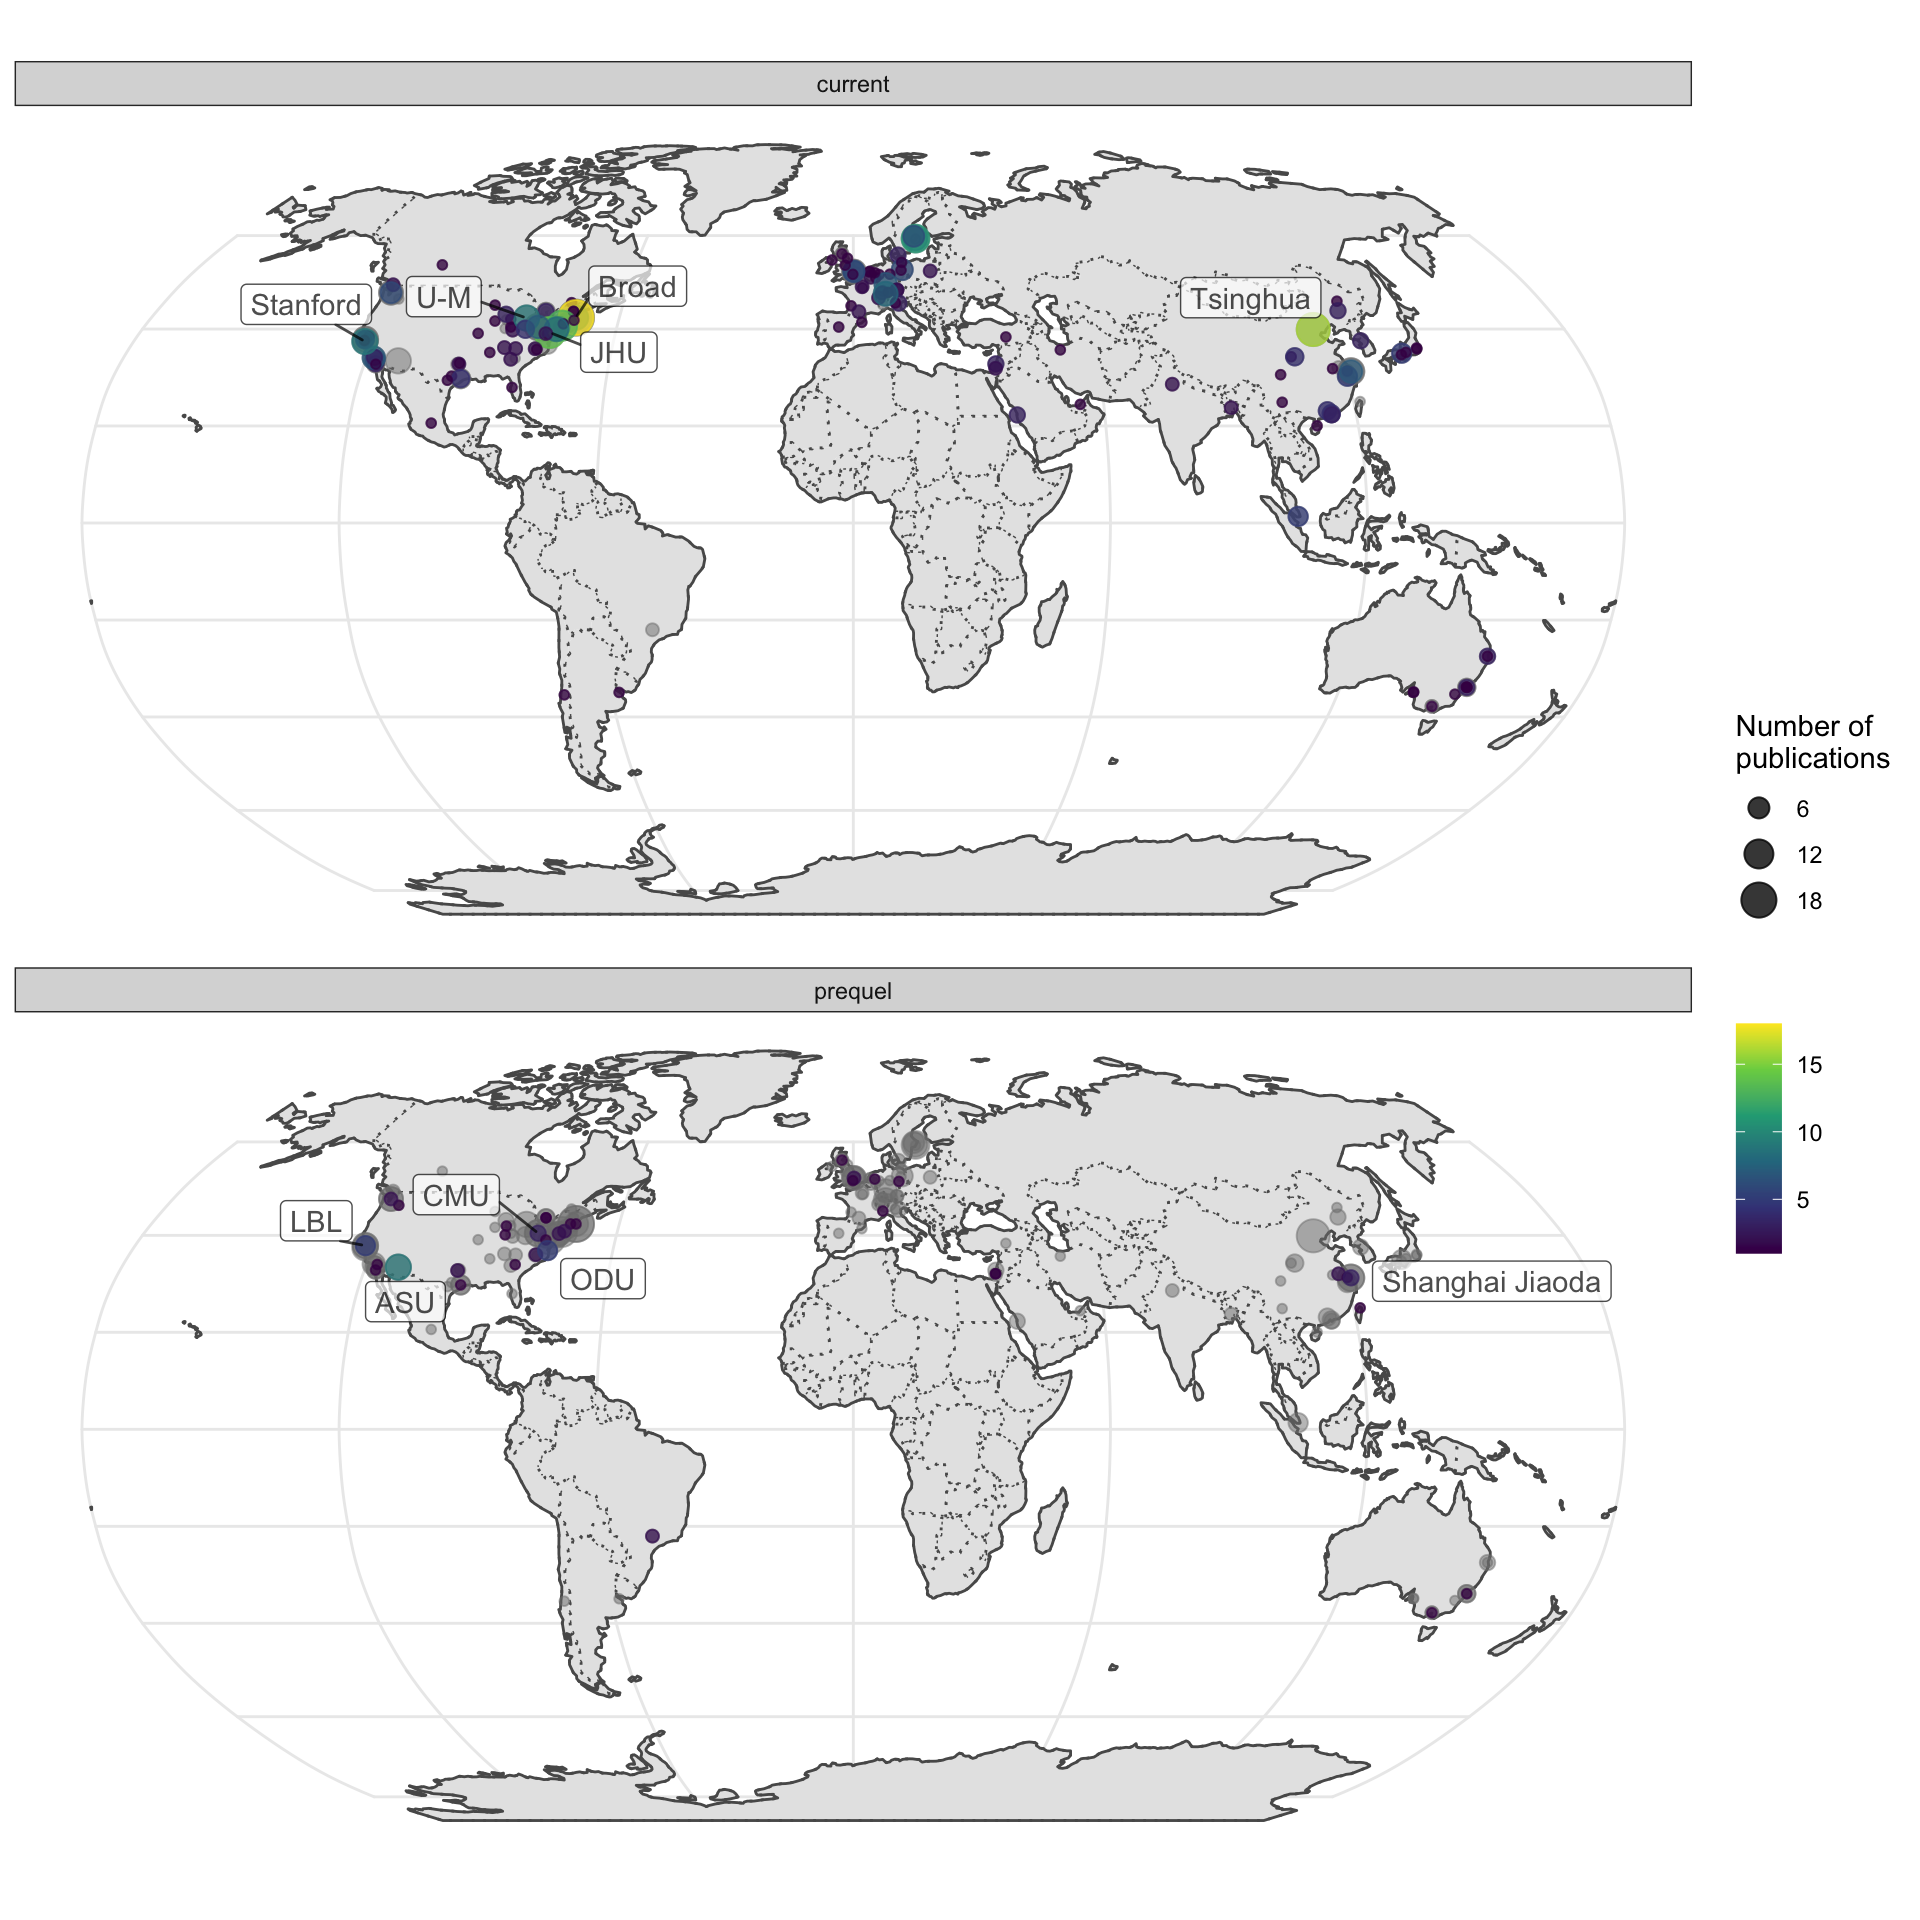 current
Stanford
U-M
Broad
JHU
Tsinghua
Number of
publications
6
12
18
prequel
LBL
CMU
ASU
ODU
Shanghai Jiaoda
15
10
5